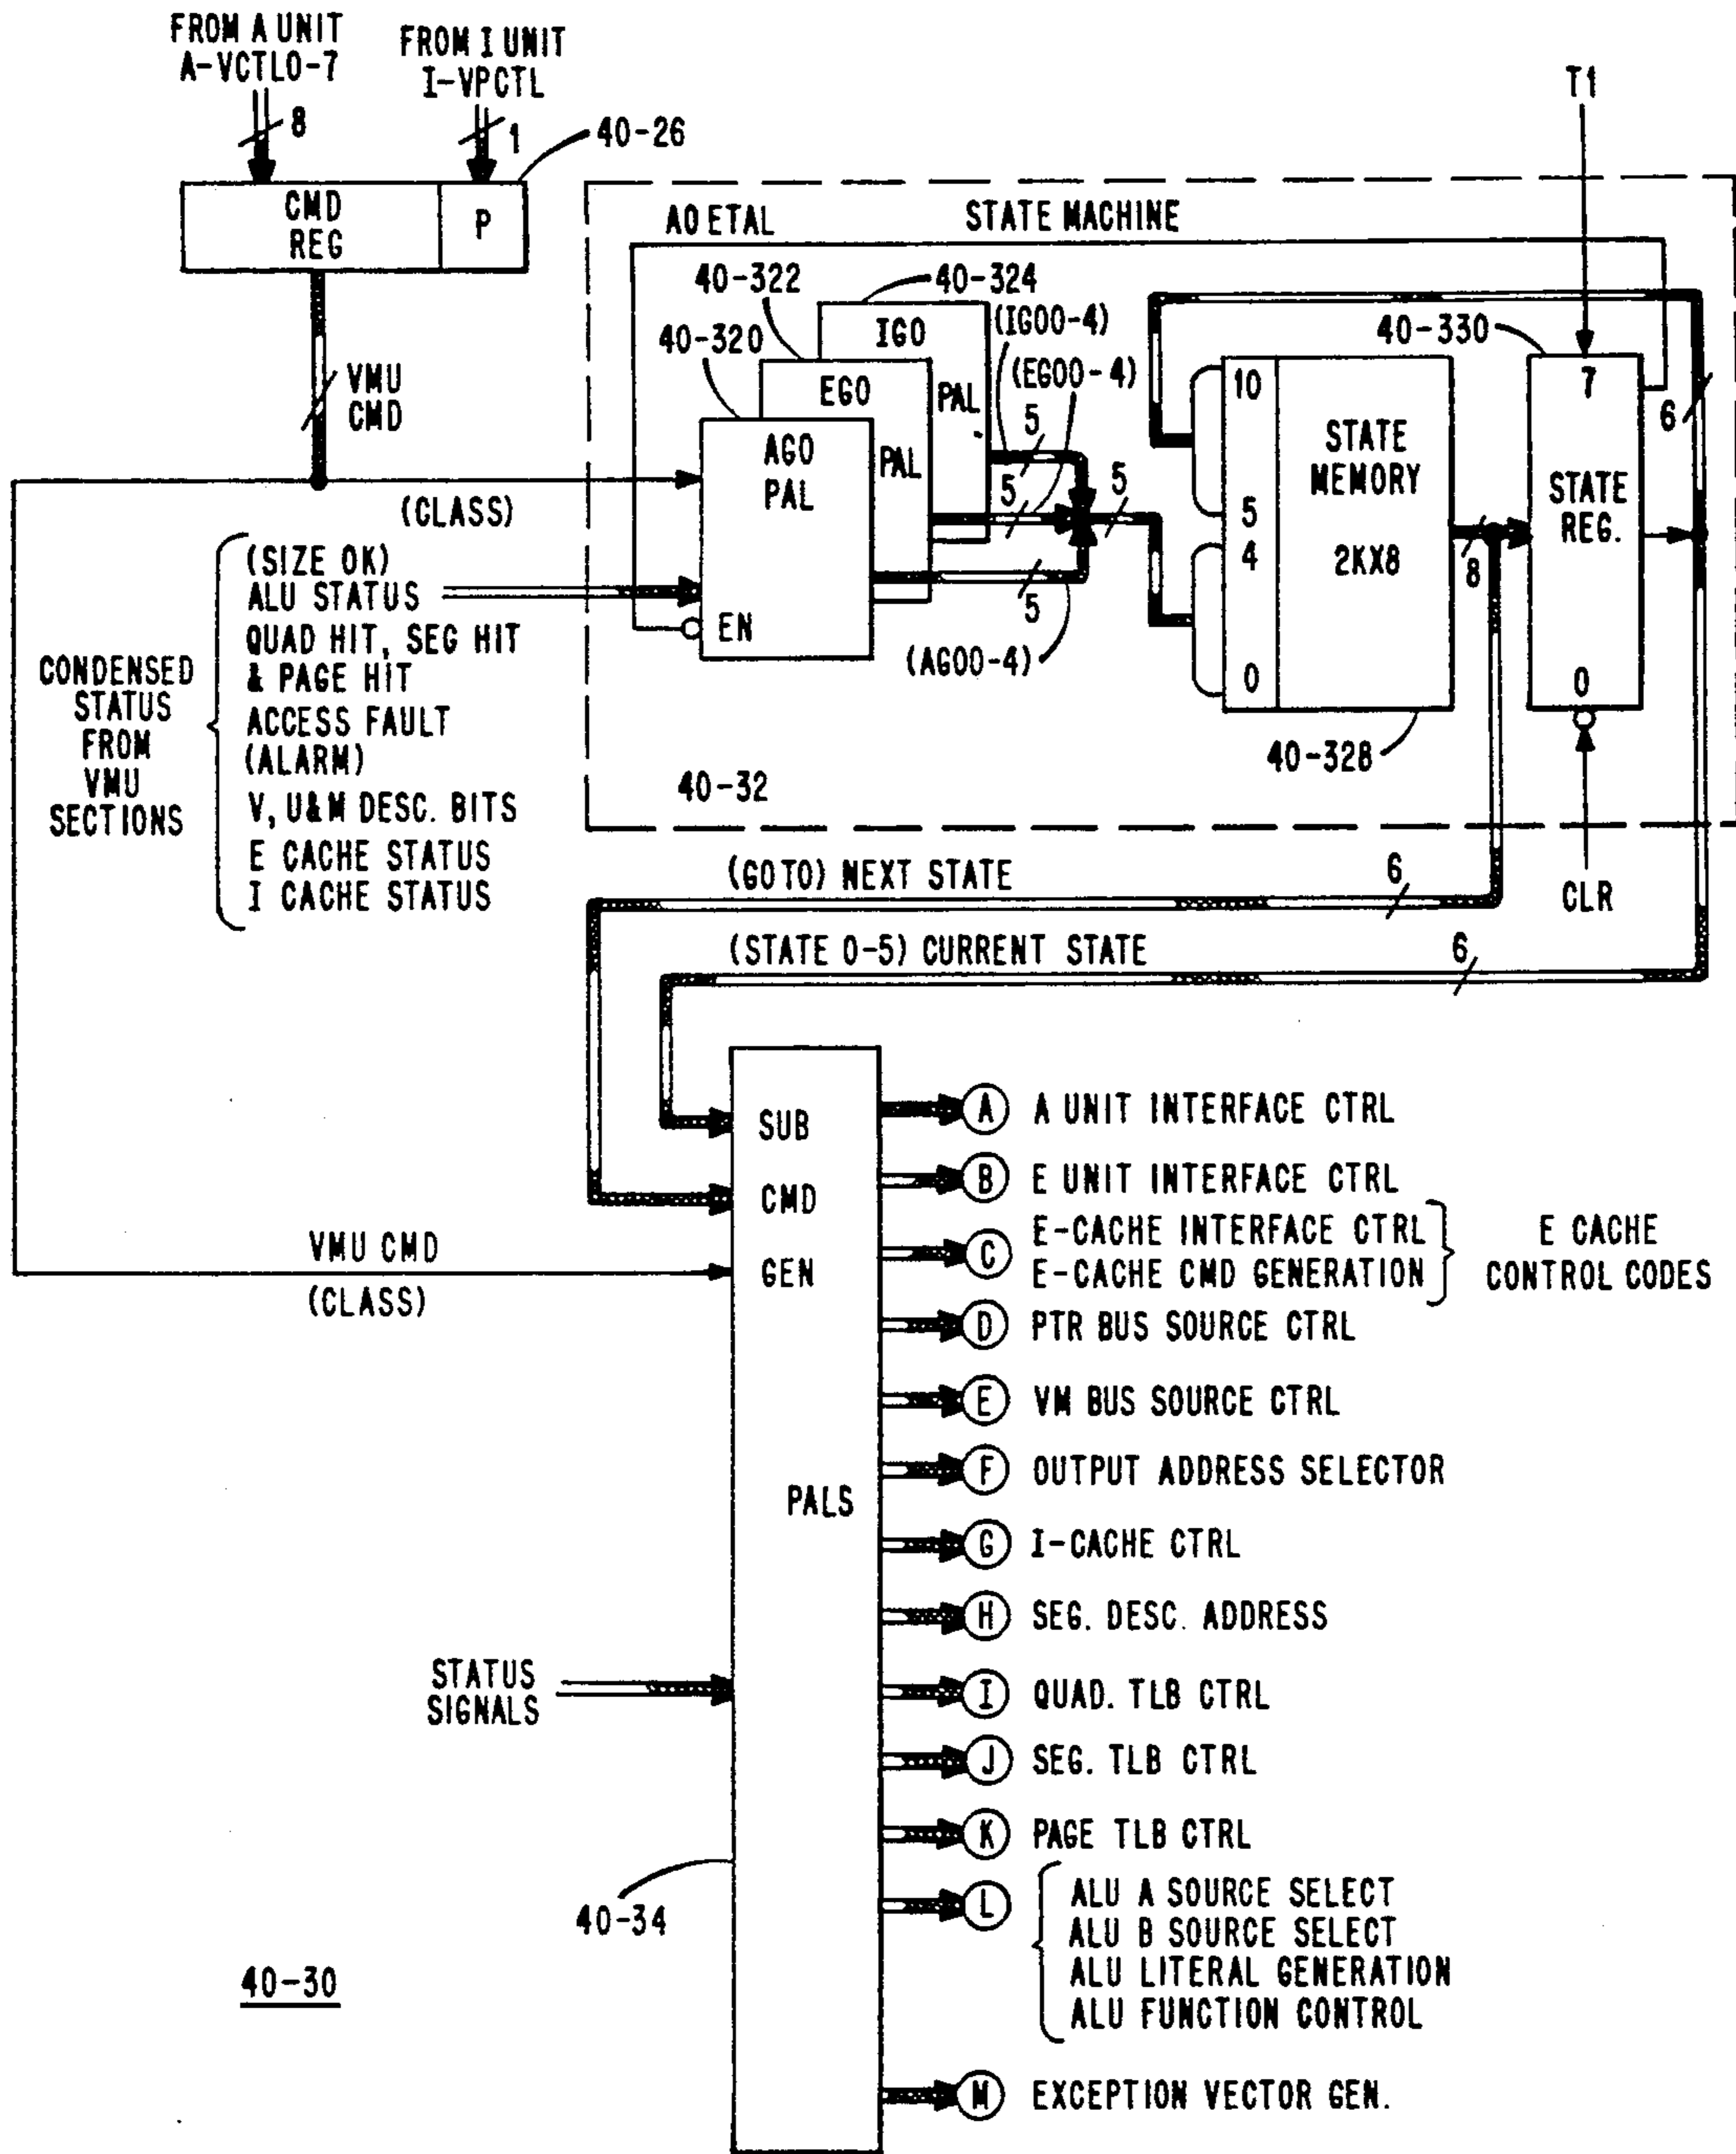 FROM A UNIT
A-VCTL0-7
FROM I UNIT
I-VPCTL
8
1
40-26
CMD
REG
P
T1
A0 ETAL
STATE MACHINE
40-322
40-324
40-320
IGO
(IGO0-4)
EGO
(EGO0-4)
PAL
AGO
PAL
PAL
5
5
5
5
(AGO0-4)
EN
VMU
CMD
(CLASS)
40-330
10
5
4
0
STATE
MEMORY
2KX8
8
7
STATE
REG.
0
6
40-328
40-32
CLR
CONDENSED
STATUS
FROM
VMU
SECTIONS
(SIZE OK)
ALU STATUS
QUAD HIT, SEG HIT
& PAGE HIT
ACCESS FAULT
(ALARM)
V, U&M DESC. BITS
E CACHE STATUS
I CACHE STATUS
(GO TO) NEXT STATE
6
(STATE 0-5) CURRENT STATE
6
SUB
CMD
GEN
PALS
VMU CMD
(CLASS)
STATUS
SIGNALS
40-34
40-30
A A UNIT INTERFACE CTRL
B E UNIT INTERFACE CTRL
C E-CACHE INTERFACE CTRL
E-CACHE CMD GENERATION
E CACHE
CONTROL CODES
D PTR BUS SOURCE CTRL
E VM BUS SOURCE CTRL
F OUTPUT ADDRESS SELECTOR
G I-CACHE CTRL
H SEG. DESC. ADDRESS
I QUAD. TLB CTRL
J SEG. TLB CTRL
K PAGE TLB CTRL
L ALU A SOURCE SELECT
ALU B SOURCE SELECT
ALU LITERAL GENERATION
ALU FUNCTION CONTROL
M EXCEPTION VECTOR GEN.